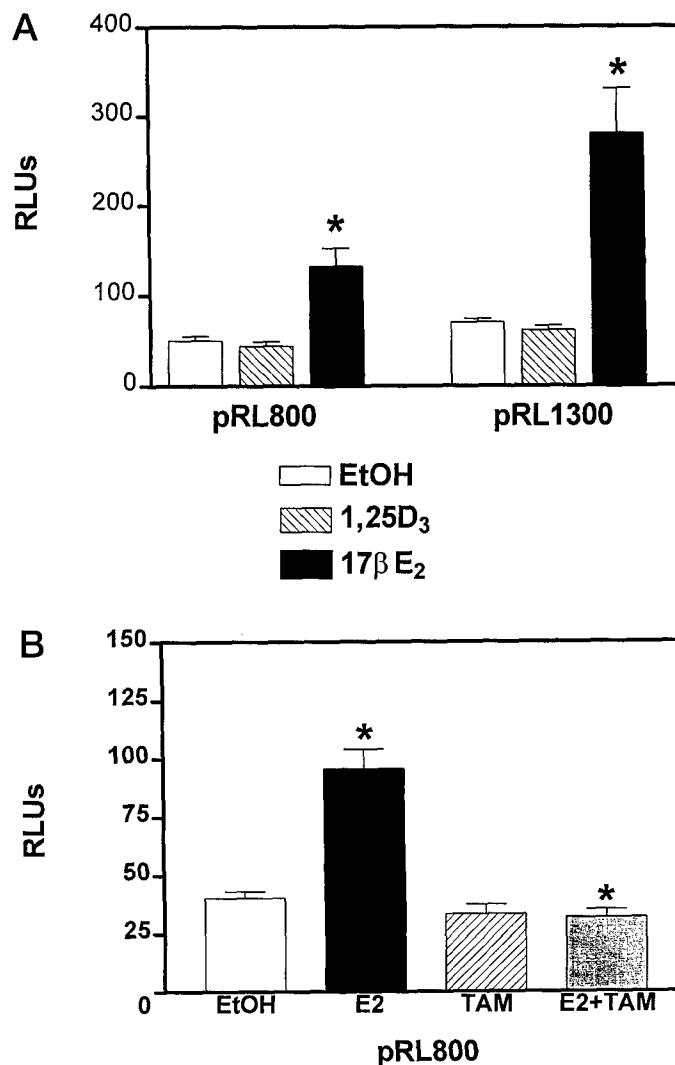 A
400
300
200
100
0
RLUs
*
*
pRL800 pRL1300
EtOH
1,25D₃
17β E₂
B
150
125
100
75
50
25
0
RLUs
*
*
EtOH E2 TAM E2+TAM
pRL800